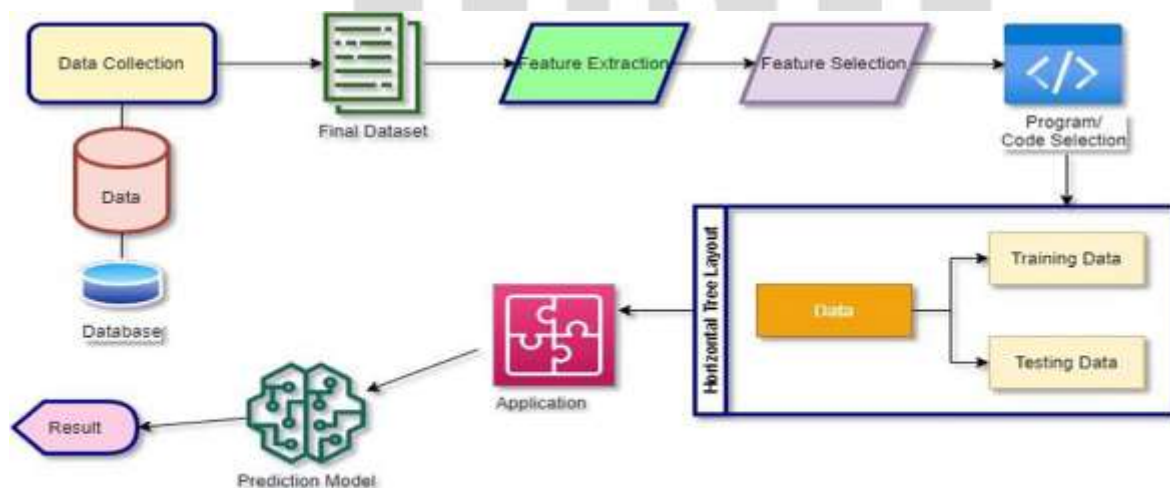 Data Collection
Final Dataset
Feature Extraction
Feature Selection
Program/
Code Selection
Data
Database
Horizontal Tree Layout
Data
Training Data
Testing Data
Application
Prediction Model
Result